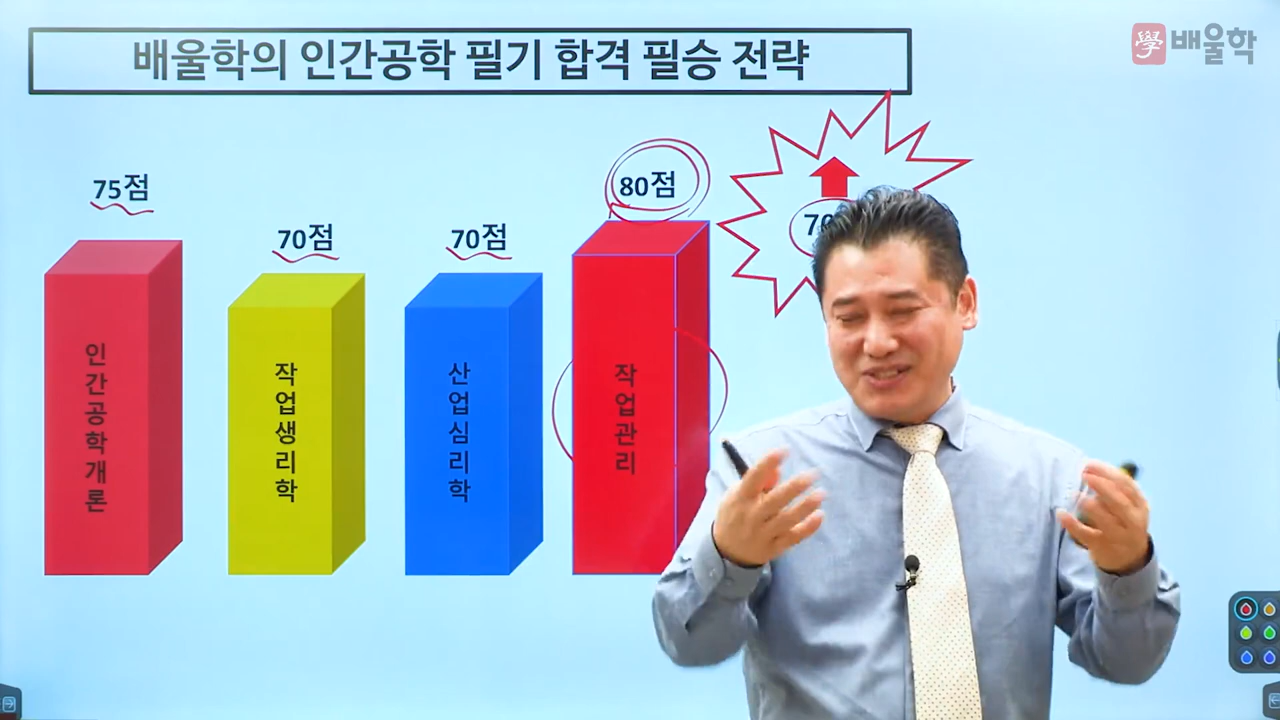 배울학의 인간공학 필기 합격 필승 전략
學 배울학
75점
70점
70점
80점
70
인간공학개론
작업생리학
산업심리학
작업관리